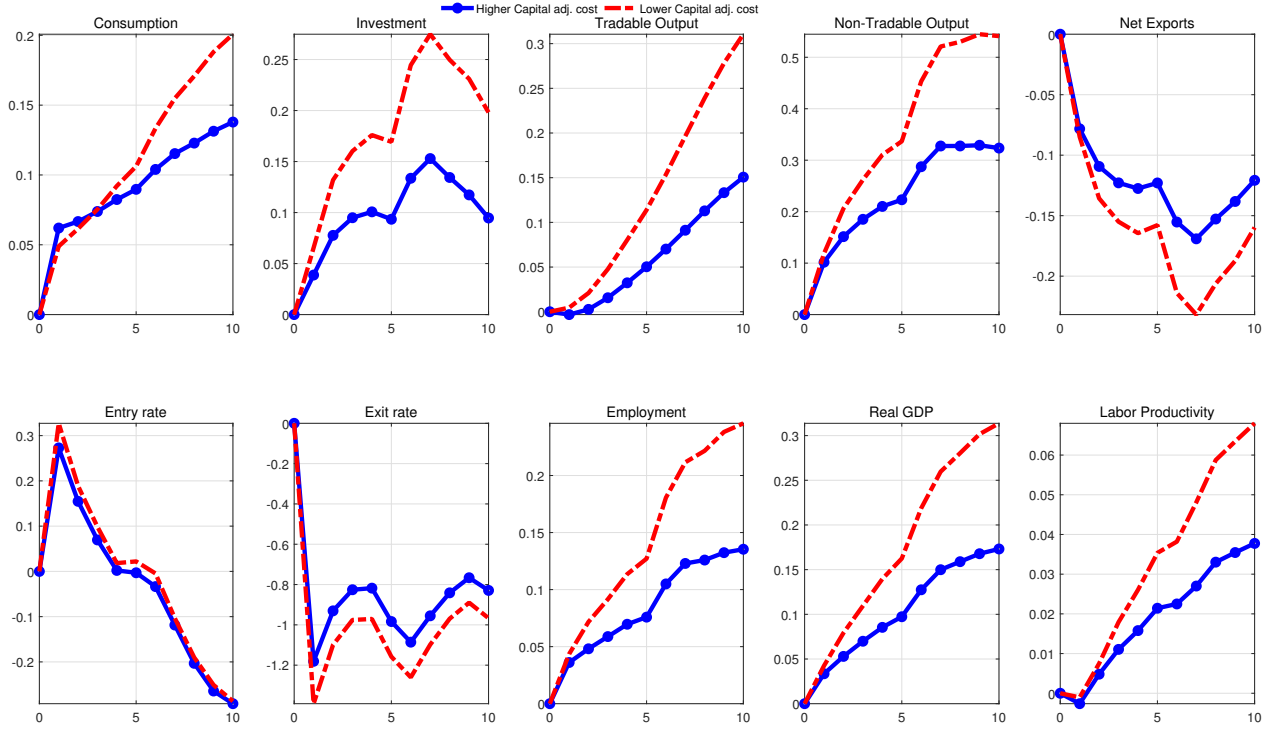 Higher Capital adj. cost Lower Capital adj. cost
Consumption Investment Tradable Output Non-Tradable Output Net Exports
0.2 0.15 0.1 0.05 0
0 5 10
0.25 0.2 0.15 0.1 0.05 0
0 5 10
0.3 0.25 0.2 0.15 0.1 0.05 0
0 5 10
0.5 0.4 0.3 0.2 0.1 0
0 5 10
0 -0.05 -0.1 -0.15 -0.2
0 5 10
Entry rate Exit rate Employment Real GDP Labor Productivity
0.3 0.2 0.1 0 -0.1 -0.2
0 5 10
0 -0.2 -0.4 -0.6 -0.8 -1 -1.2
0 5 10
0.2 0.15 0.1 0.05 0
0 5 10
0.3 0.25 0.2 0.15 0.1 0.05 0
0 5 10
0.06 0.05 0.04 0.03 0.02 0.01 0
0 5 10